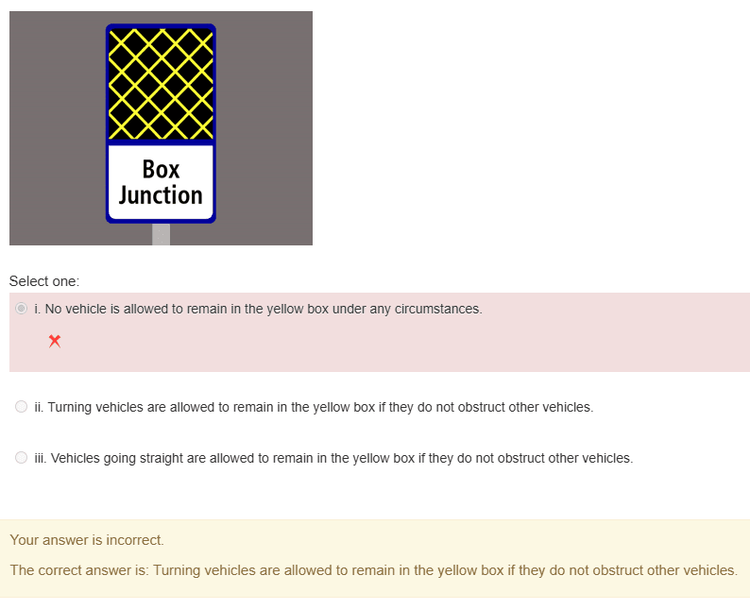 Box
Junction
Select one:
i. No vehicle is allowed to remain in the yellow box under any circumstances.
ii. Turning vehicles are allowed to remain in the yellow box if they do not obstruct other vehicles.
iii. Vehicles going straight are allowed to remain in the yellow box if they do not obstruct other vehicles.
Your answer is incorrect.
The correct answer is: Turning vehicles are allowed to remain in the yellow box if they do not obstruct other vehicles.